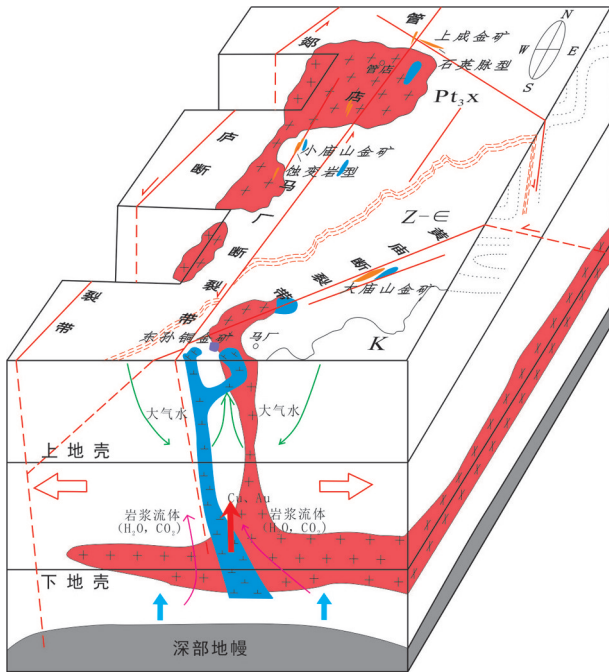 N
W E
S
上成金矿
石英脉型
管店
Pt₃x
郯庐断裂带
管店马厂断裂带
小庙山金矿
蚀变岩型
Z-∈
黄庙断裂带
大庙山金矿
东孙铜金矿
马厂
K
大气水
大气水
上地壳
Cu、Au
岩浆流体
(H₂O, CO₂)
岩浆流体
(H₂O, CO₂)
下地壳
深部地幔